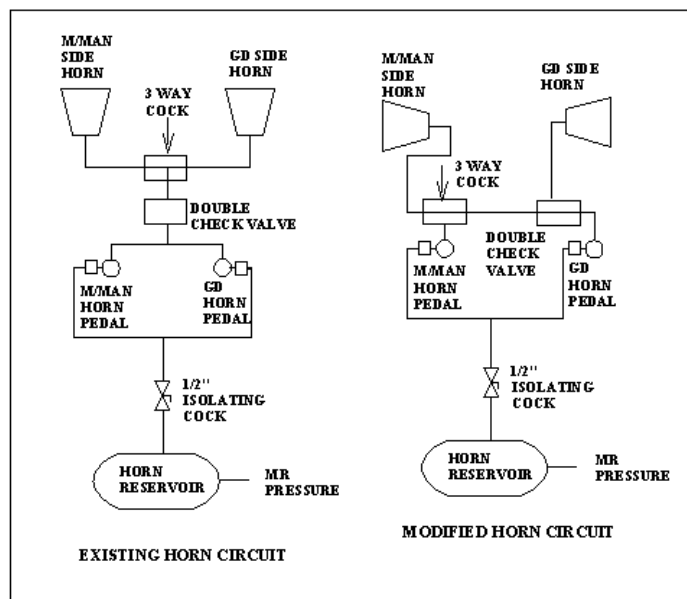 M/MAN
SIDE
HORN
GD SIDE
HORN
3 WAY
COCK
DOUBLE
CHECK VALVE
M/MAN
HORN
PEDAL
GD
HORN
PEDAL
1/2"
ISOLATING
COCK
HORN
RESERVOIR
MR
PRESSURE
EXISTING HORN CIRCUIT
M/MAN
SIDE
HORN
GD SIDE
HORN
3 WAY
COCK
DOUBLE
CHECK
VALVE
M/MAN
HORN
PEDAL
GD
HORN
PEDAL
1/2"
ISOLATING
COCK
HORN
RESERVOIR
MR
PRESSURE
MODIFIED HORN CIRCUIT